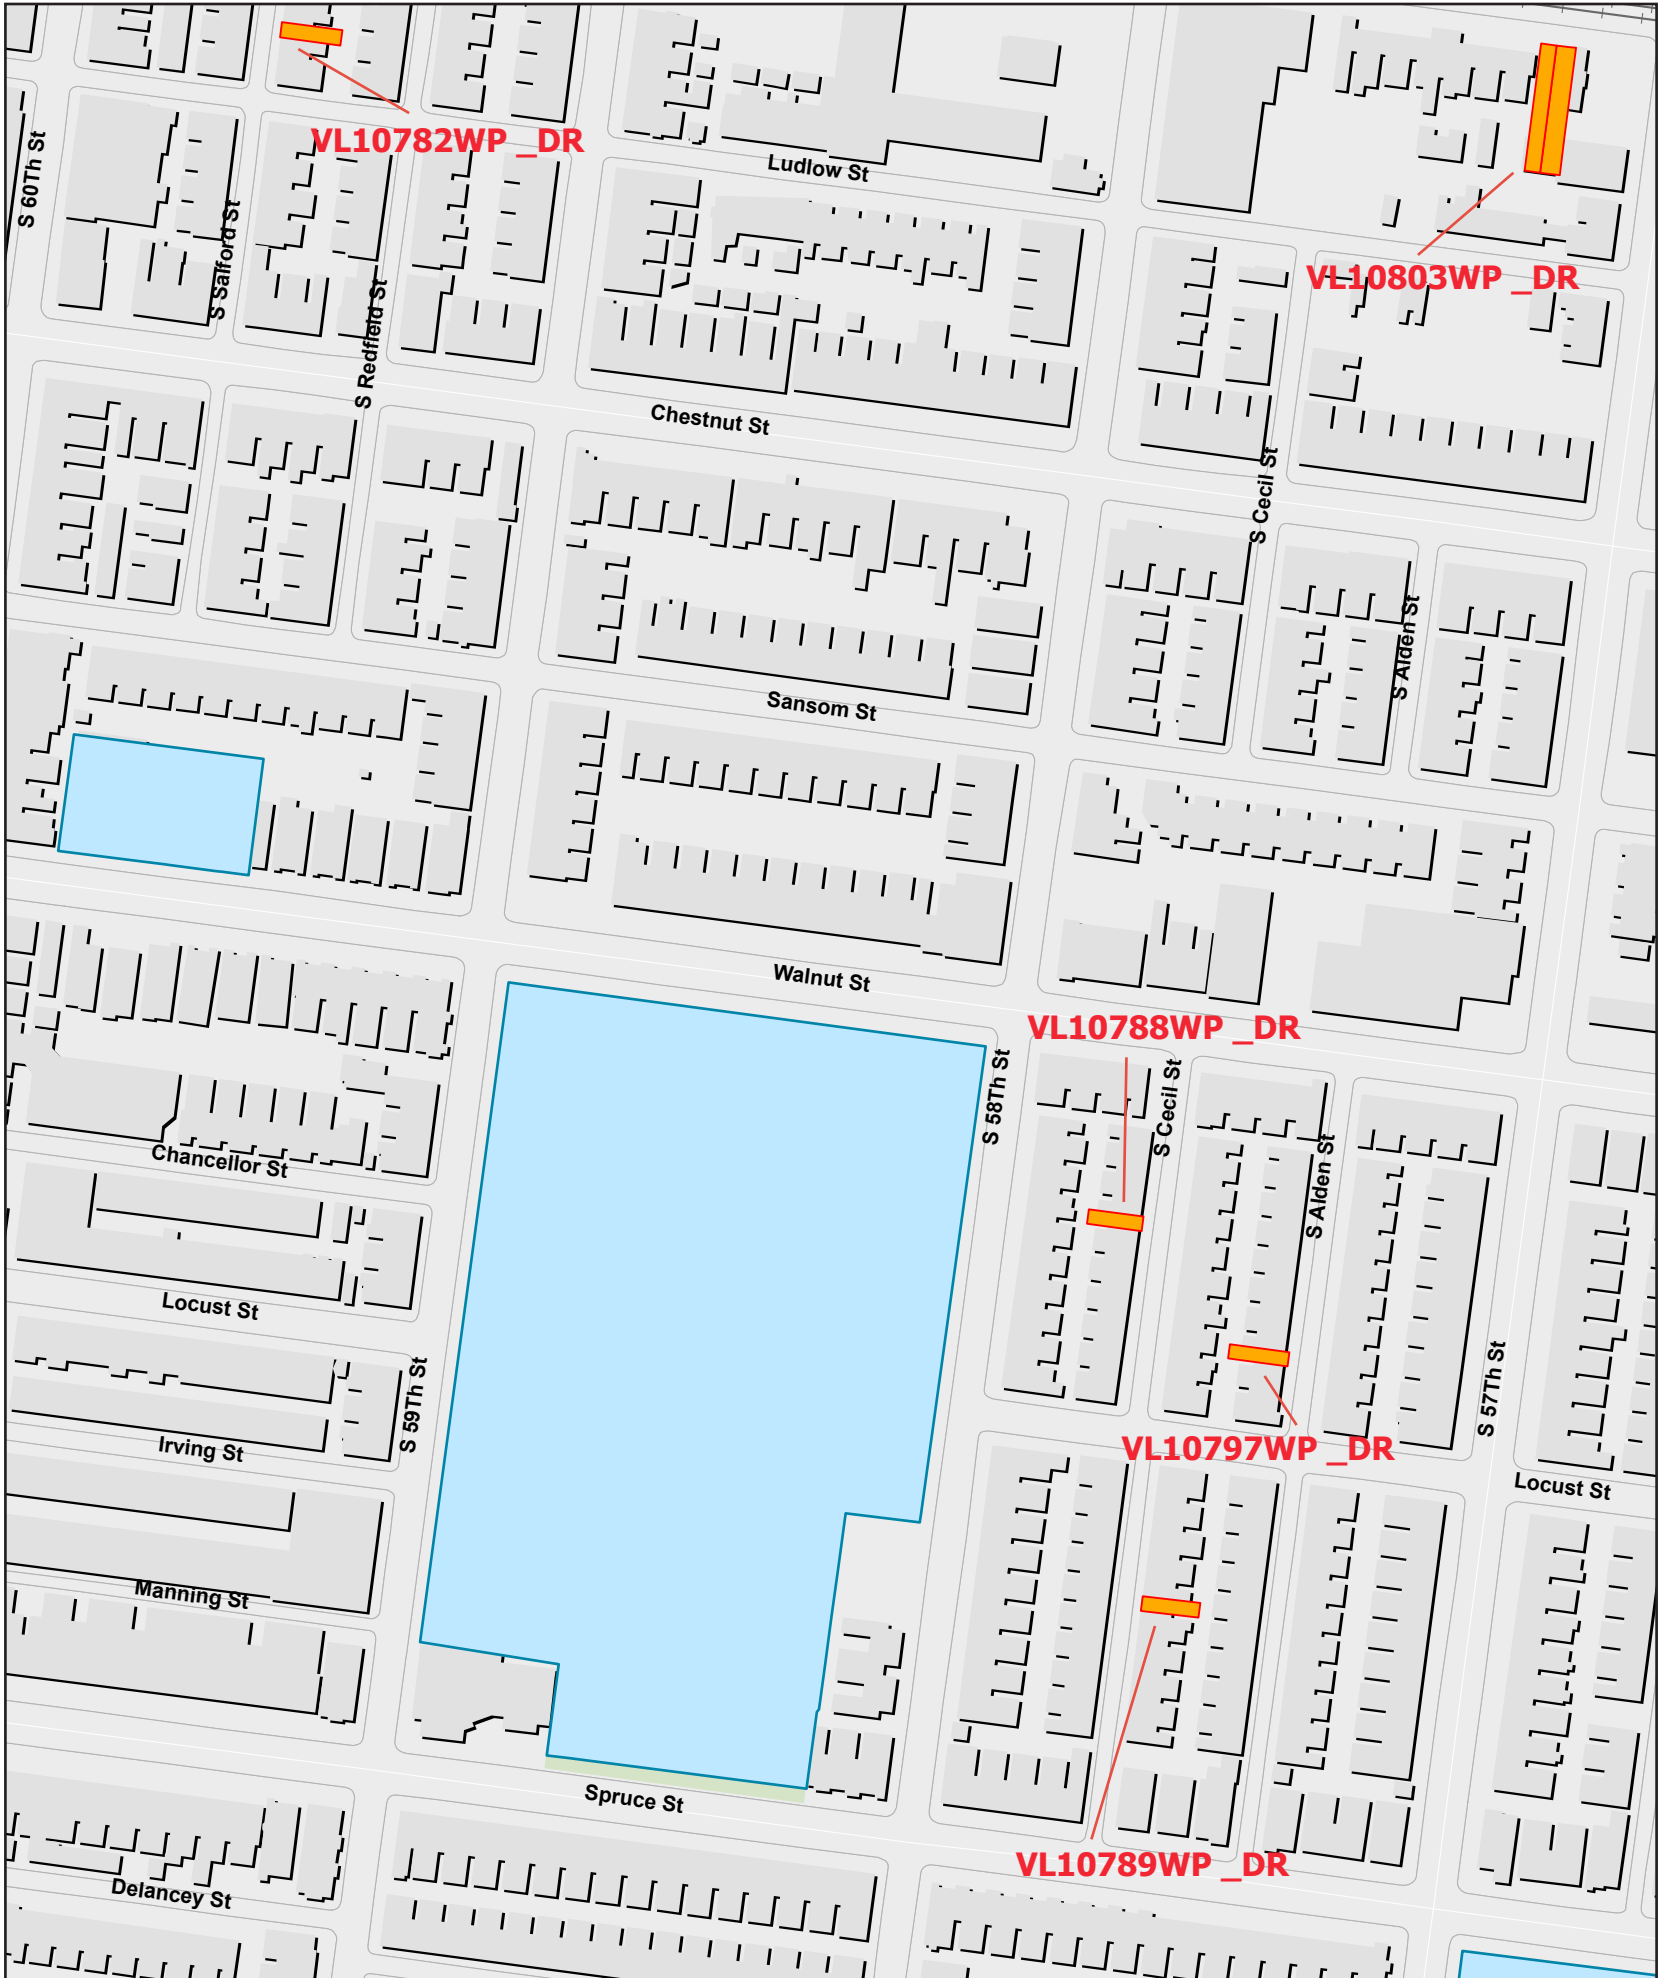 VL10782WP _DR
S 60Th St
Ludlow St
S Salford St
VL10803WP _DR
S Redfield St
Chestnut St
S Cecil St
S Alden St
Sansom St
Walnut St
VL10788WP _DR
S 58Th St
S Cecil St
Chancellor St
S Alden St
Locust St
S 59Th St
S 57Th St
Irving St
VL10797WP _DR
Locust St
Manning St
Spruce St
VL10789WP _DR
Delancey St